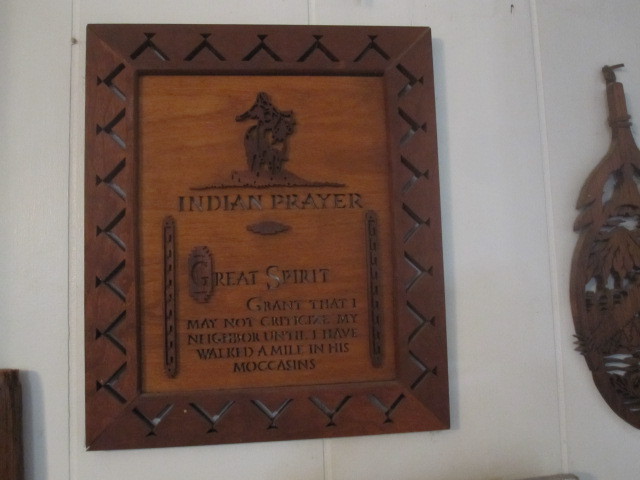 INDIAN PRAYER
GREAT SPIRIT
GRANT THAT I
MAY NOT CRITICIZE MY
NEIGHBOR UNTIL I HAVE
WALKED A MILE IN HIS
MOCCASINS